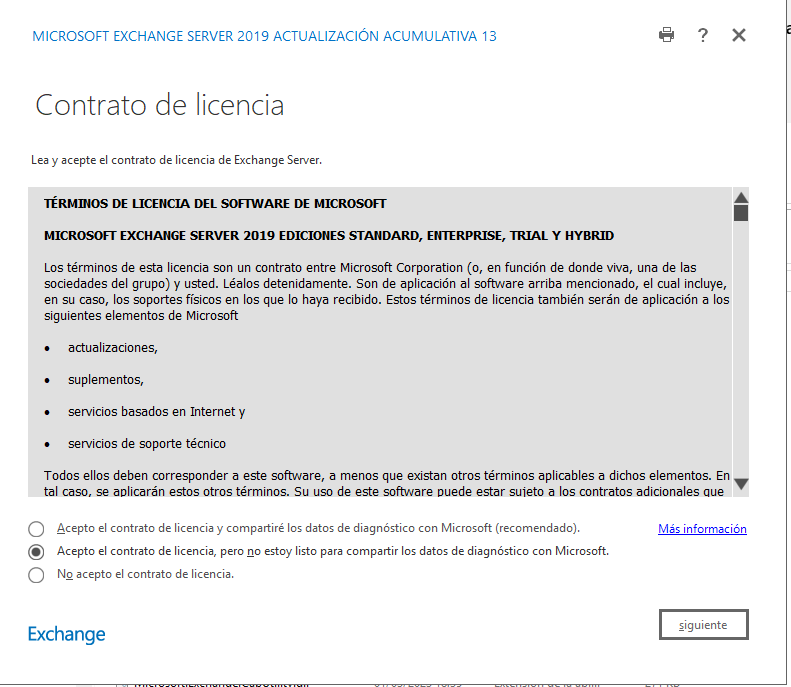 MICROSOFT EXCHANGE SERVER 2019 ACTUALIZACIÓN ACUMULATIVA 13
?
Contrato de licencia
Lea y acepte el contrato de licencia de Exchange Server.
TÉRMINOS DE LICENCIA DEL SOFTWARE DE MICROSOFT
MICROSOFT EXCHANGE SERVER 2019 EDICIONES STANDARD, ENTERPRISE, TRIAL Y HYBRID
Los términos de esta licencia son un contrato entre Microsoft Corporation (o, en función de donde viva, una de las
sociedades del grupo) y usted. Léalos detenidamente. Son de aplicación al software arriba mencionado, el cual incluye,
en su caso, los soportes físicos en los que lo haya recibido. Estos términos de licencia también serán de aplicación a los
siguientes elementos de Microsoft
• actualizaciones,
• suplementos,
• servicios basados en Internet y
• servicios de soporte técnico
Todos ellos deben corresponder a este software, a menos que existan otros términos aplicables a dichos elementos. En
tal caso, se aplicarán estos otros términos. Su uso de este software puede estar sujeto a los contratos adicionales que
Acepto el contrato de licencia y compartiré los datos de diagnóstico con Microsoft (recomendado).
Más información
Acepto el contrato de licencia, pero no estoy listo para compartir los datos de diagnóstico con Microsoft.
No acepto el contrato de licencia.
siguiente
Exchange